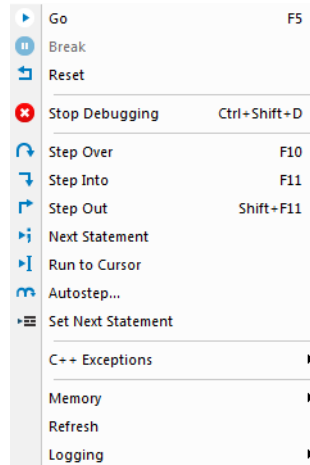 Go F5
Break
Reset
Stop Debugging Ctrl+Shift+D
Step Over F10
Step Into F11
Step Out Shift+F11
Next Statement
Run to Cursor
Autostep...
Set Next Statement
C++ Exceptions
Memory
Refresh
Logging